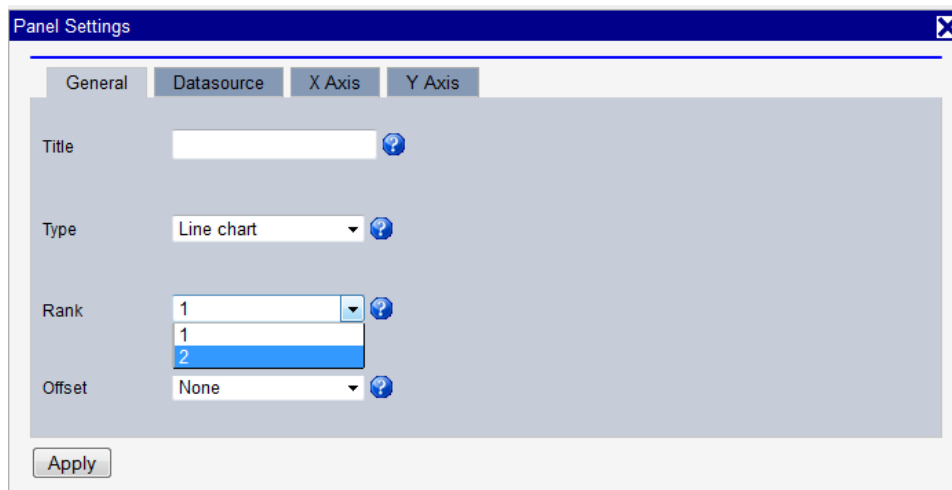 Panel Settings
General Datasource X Axis Y Axis
Title
Type Line chart
Rank 1
1
2
Offset None
Apply